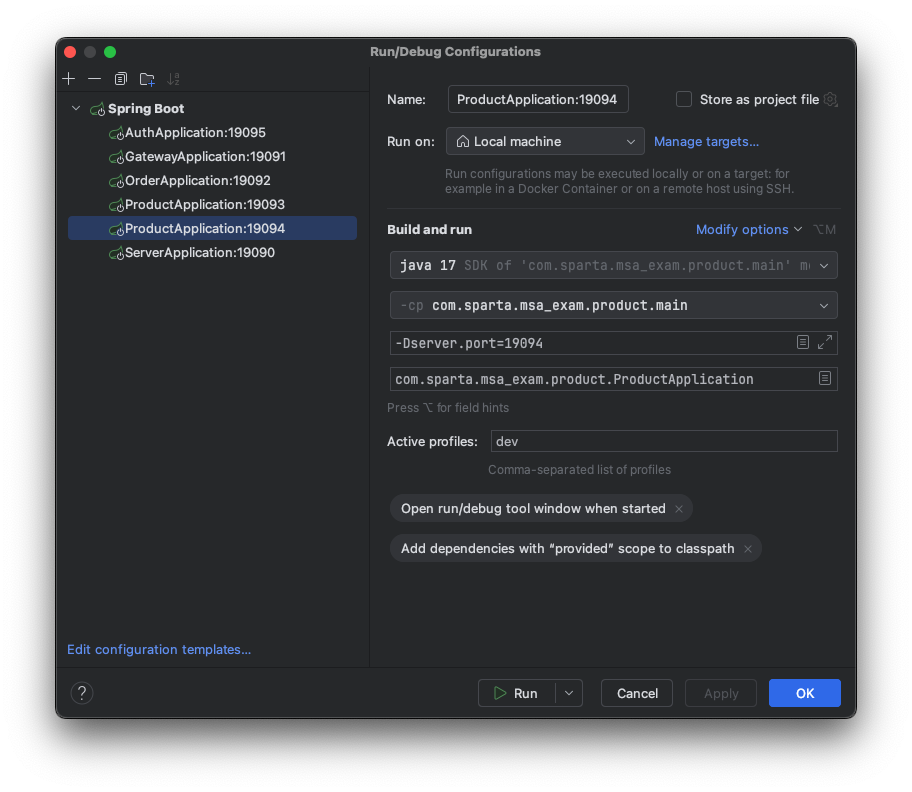 Run/Debug Configurations
Spring Boot
AuthApplication:19095
GatewayApplication:19091
OrderApplication:19092
ProductApplication:19093
ProductApplication:19094
ServerApplication:19090
Edit configuration templates...
Name: ProductApplication:19094 Store as project file
Run on: Local machine Manage targets...
Run configurations may be executed locally or on a target: for
example in a Docker Container or on a remote host using SSH.
Build and run Modify options ⌥M
java 17 SDK of 'com.sparta.msa_exam.product.main' mo
-cp com.sparta.msa_exam.product.main
-Dserver.port=19094
com.sparta.msa_exam.product.ProductApplication
Press ⌥ for field hints
Active profiles: dev
Comma-separated list of profiles
Open run/debug tool window when started ×
Add dependencies with “provided” scope to classpath ×
? Run Cancel Apply OK